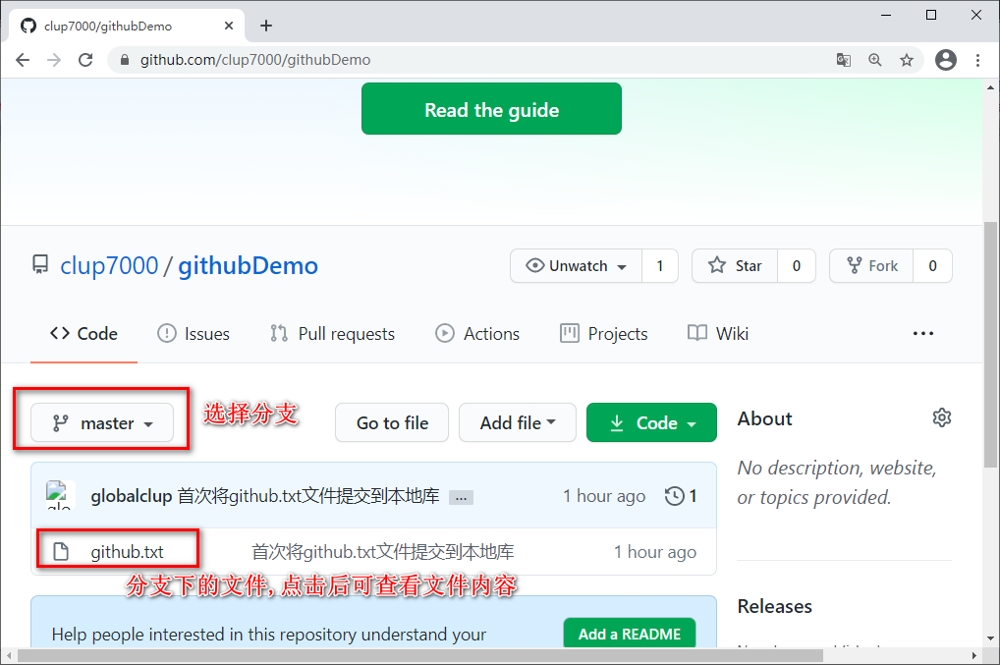 clup7000/githubDemo
github.com/clup7000/githubDemo
Read the guide
clup7000 / githubDemo
Unwatch 1
Star 0
Fork 0
Code
Issues
Pull requests
Actions
Projects
Wiki
master
选择分支
Go to file
Add file
Code
About
No description, website,
or topics provided.
globalclup 首次将github.txt文件提交到本地库 ...
1 hour ago
1
github.txt
首次将github.txt文件提交到本地库
1 hour ago
分支下的文件, 点击后可查看文件内容
Releases
Help people interested in this repository understand your
Add a README